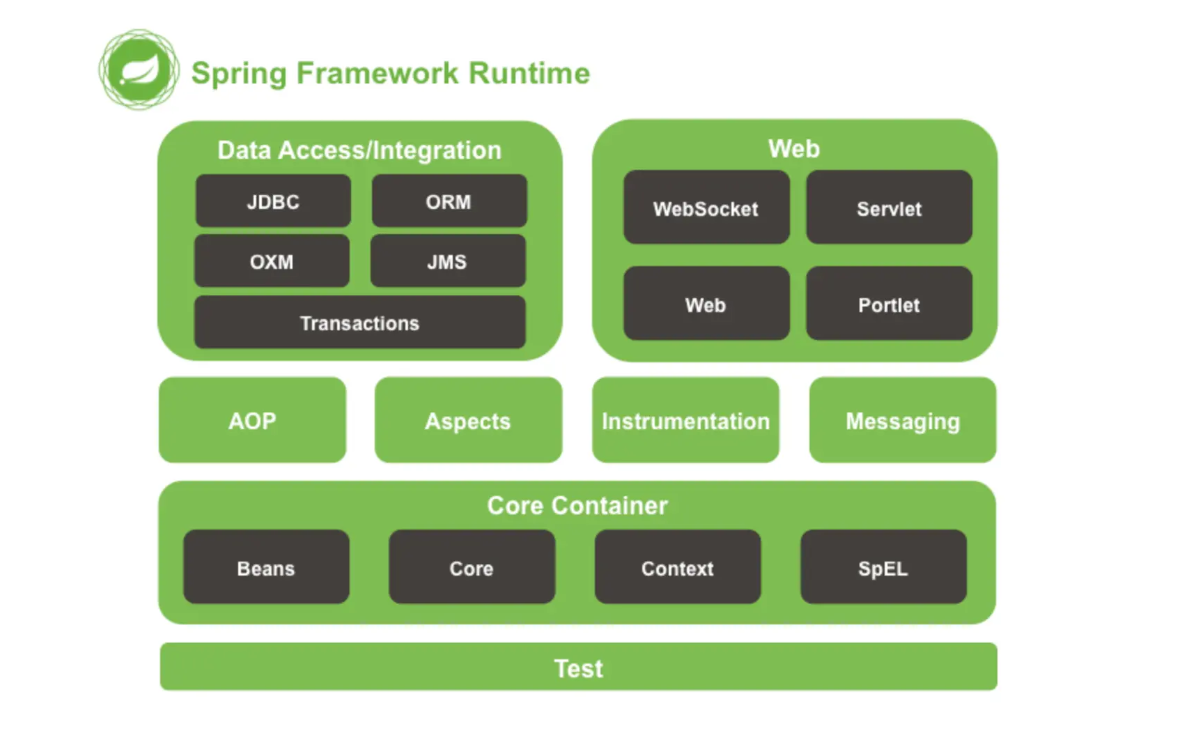 Spring Framework Runtime
Data Access/Integration
JDBC
ORM
OXM
JMS
Transactions
Web
WebSocket
Servlet
Web
Portlet
AOP
Aspects
Instrumentation
Messaging
Core Container
Beans
Core
Context
SpEL
Test